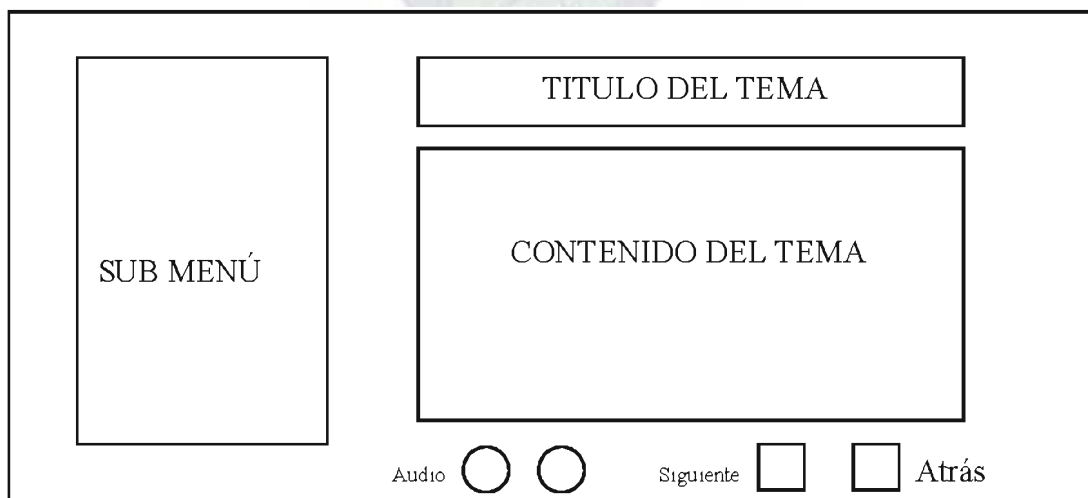 TITULO DEL TEMA
CONTENIDO DEL TEMA
SUB MENÚ
Audio
Siguiente
Atrás